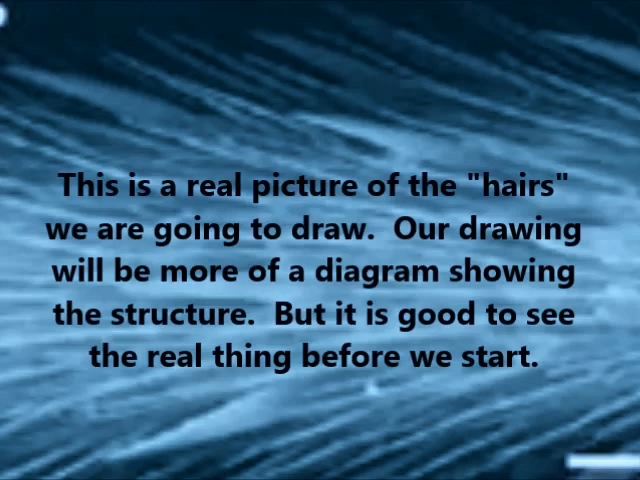 This is a real picture of the "hairs"
we are going to draw.  Our drawing
will be more of a diagram showing
the structure.  But it is good to see
the real thing before we start.